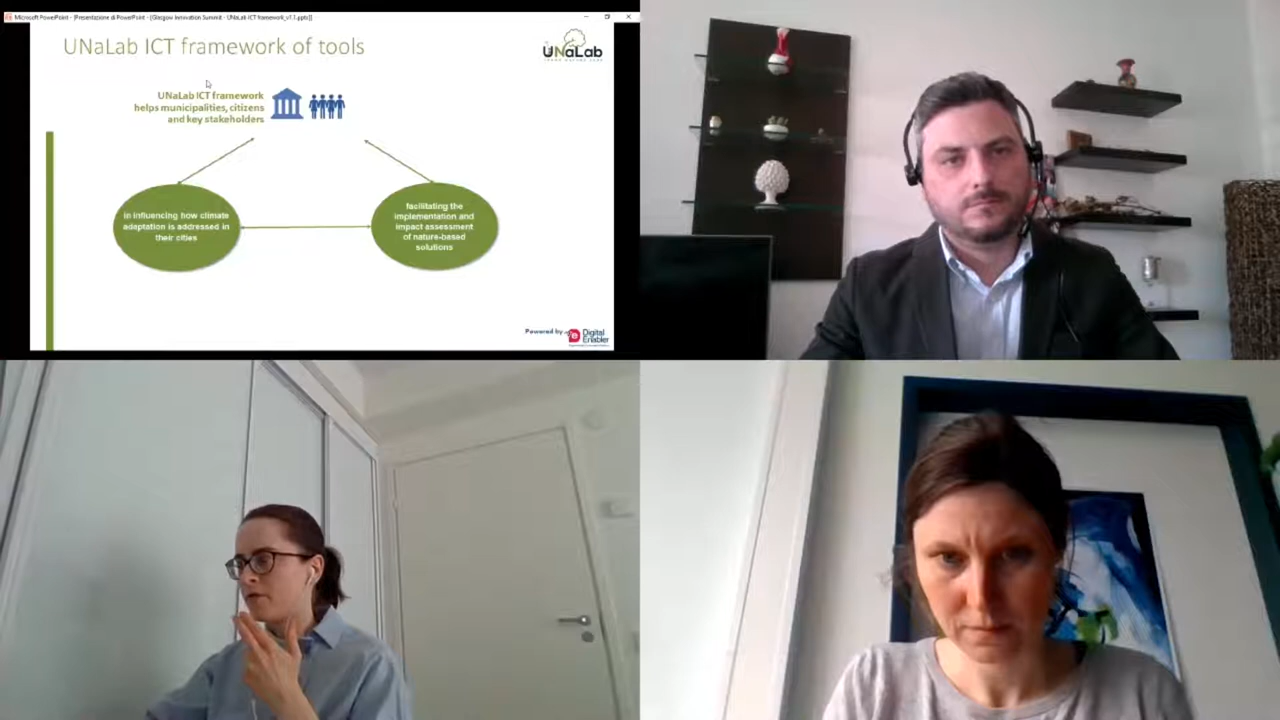 Microsoft PowerPoint - [Presentazione di PowerPoint - [Glasgow Innovation Summit - UNaLab ICT framework_v1.1.pptx]]
UNaLab ICT framework of tools
UNaLab
UNaLab ICT framework
helps municipalities, citizens
and key stakeholders
in influencing how climate
adaptation is addressed in
their cities
facilitating the
implementation and
impact assessment
of nature-based
solutions
Powered by
Digital
Enabler